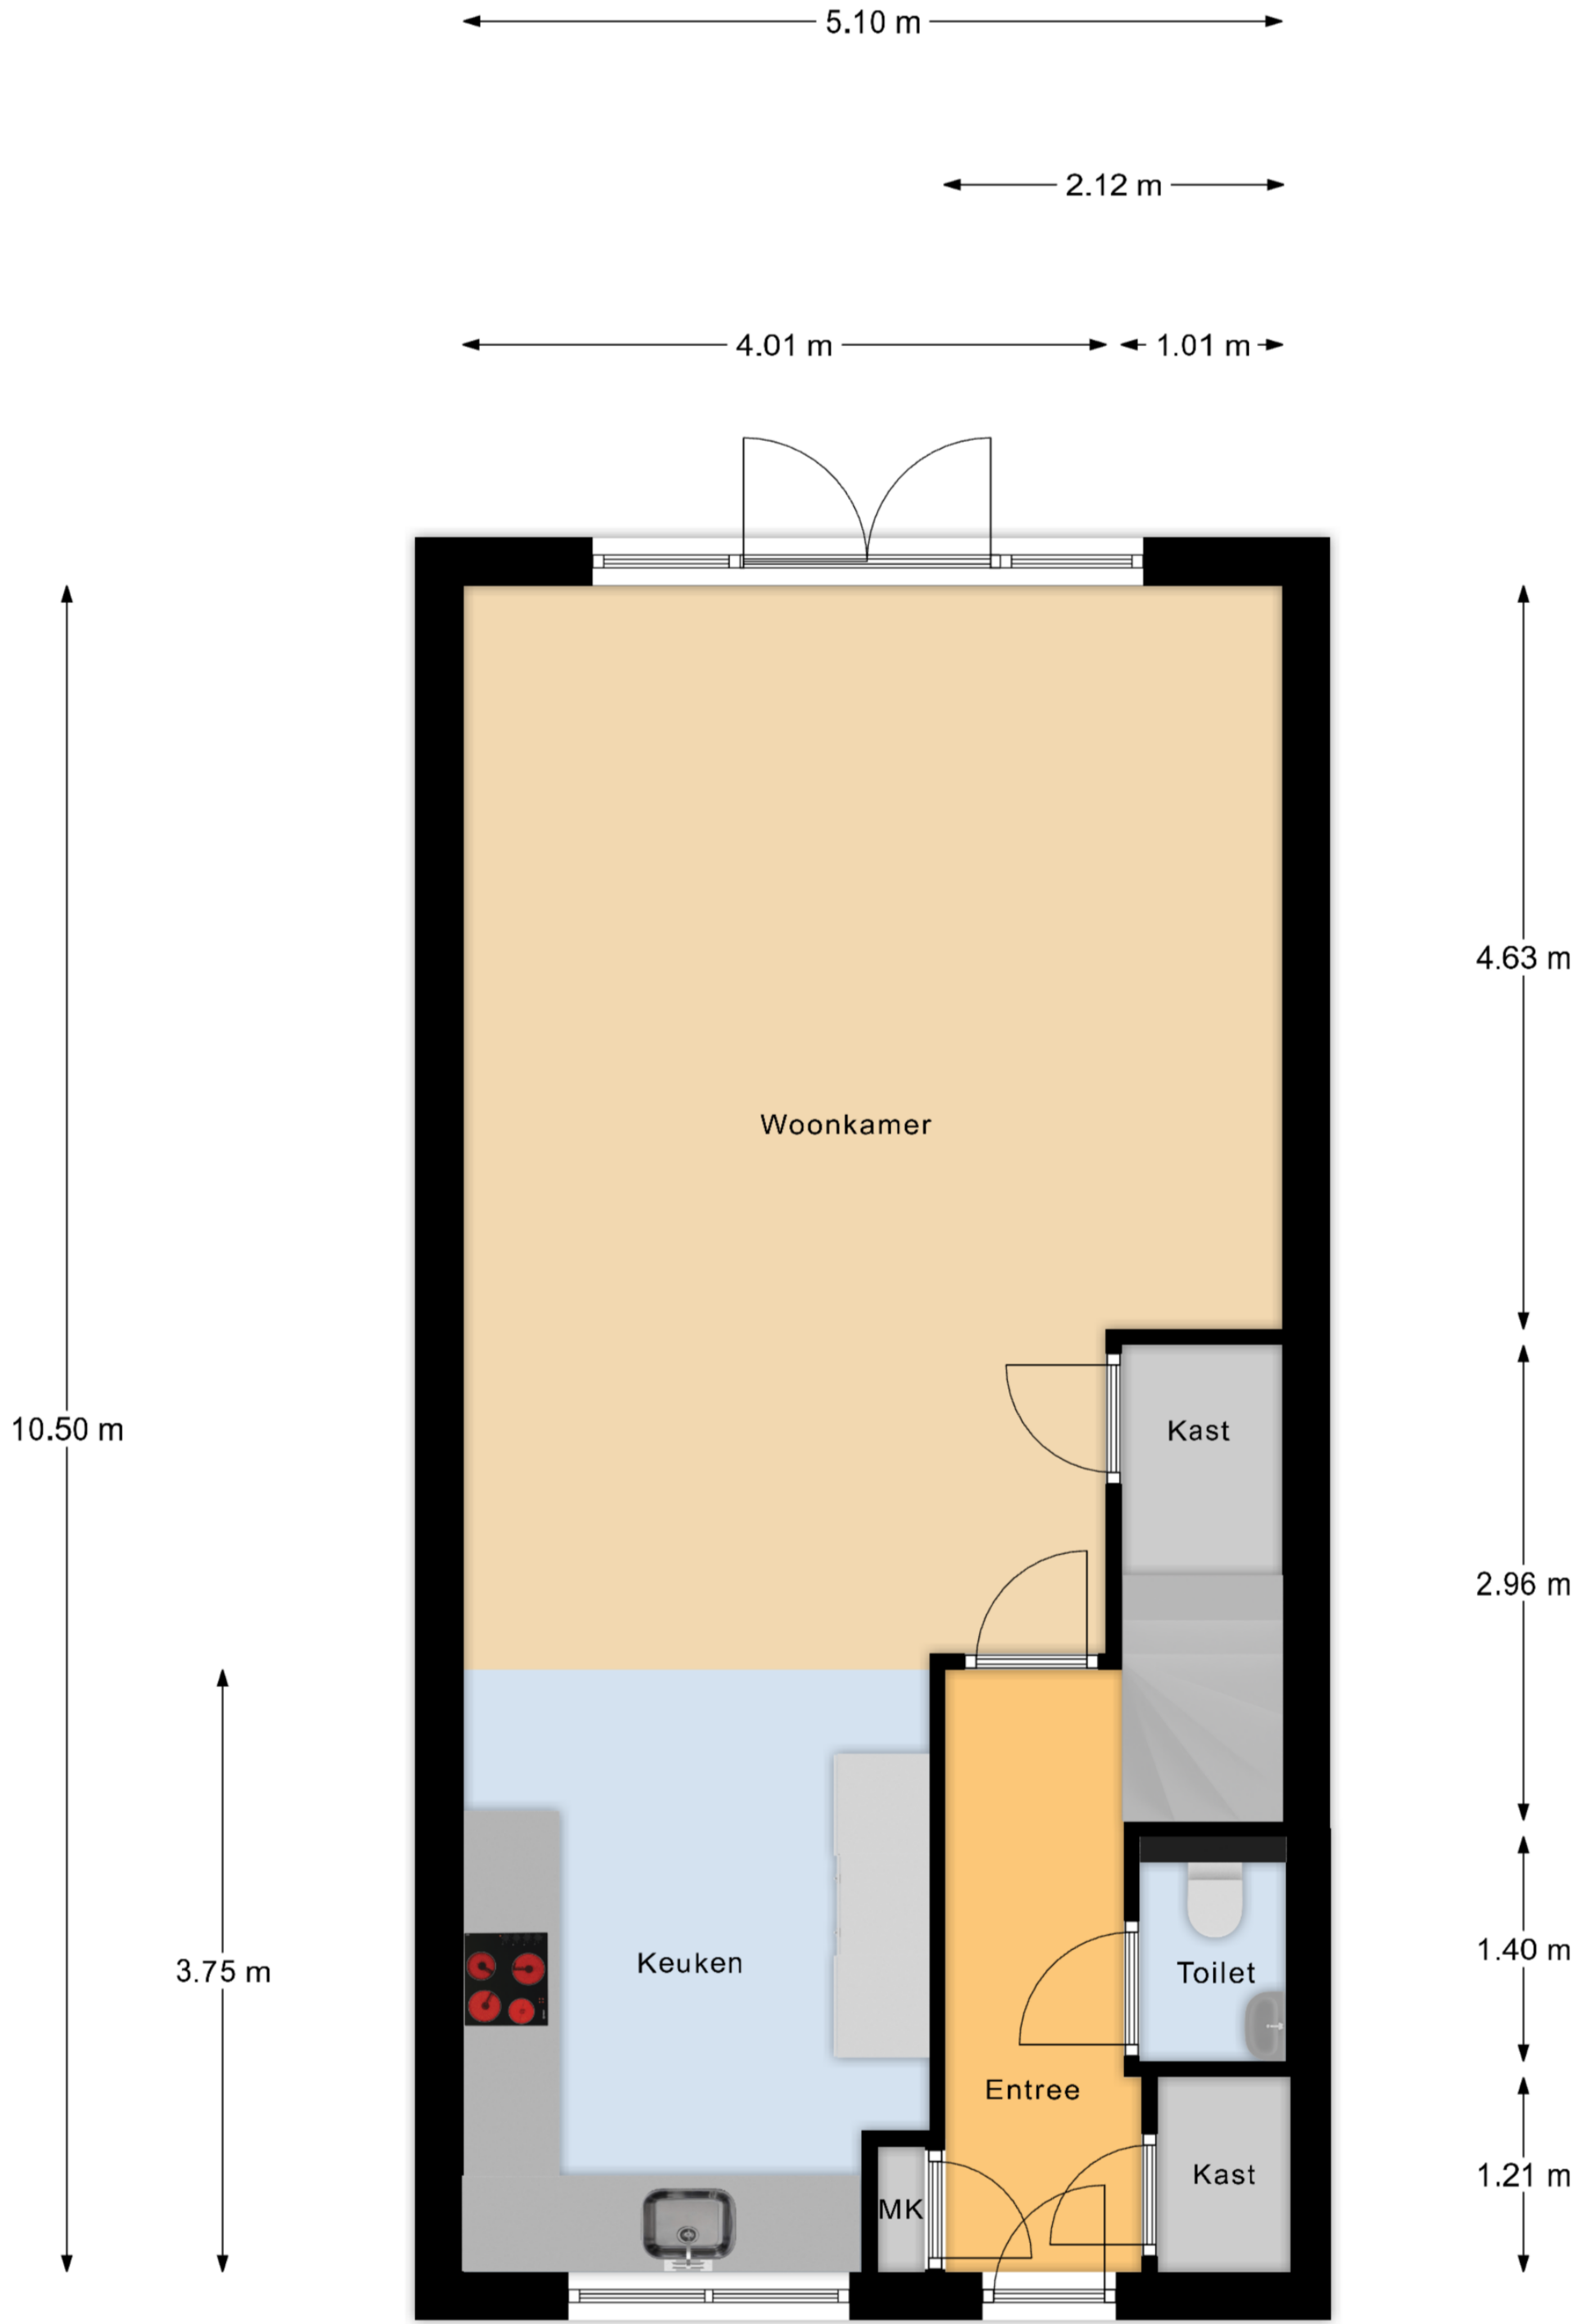 5.10 m
2.12 m
4.01 m
1.01 m
4.63 m
Woonkamer
10.50 m
Kast
2.96 m
3.75 m
Keuken
Toilet
1.40 m
Entree
MK
Kast
1.21 m